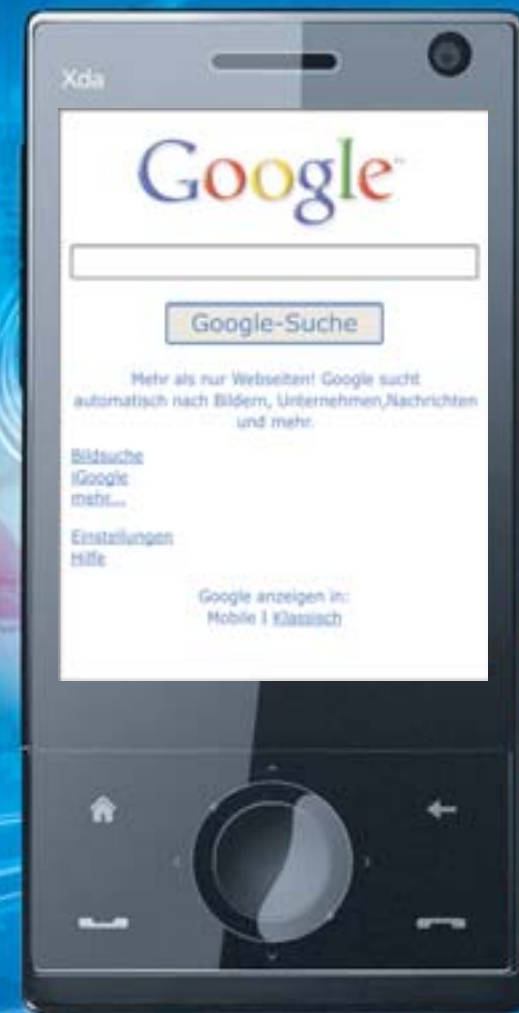 Xda
Google™
Google-Suche
Mehr als nur Webseiten! Google sucht
automatisch nach Bildern, Unternehmen,Nachrichten
und mehr.
Bildsuche
iGoogle
mehr...
Einstellungen
Hilfe
Google anzeigen in:
Mobile | Klassisch